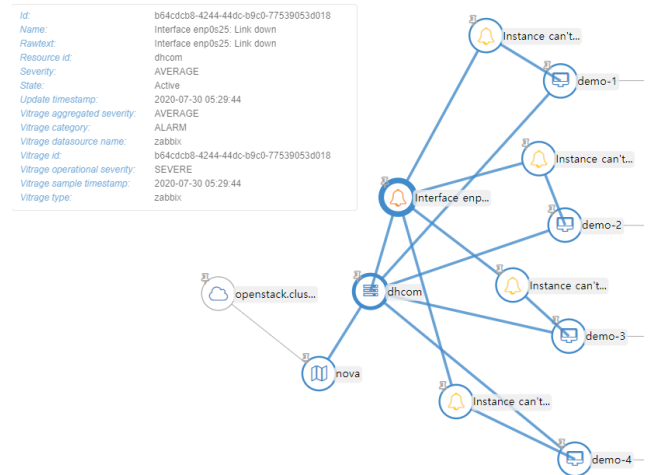 Id: b64cdcb8-4244-44dc-b9c0-77539053d018
Name: Interface enp0s25: Link down
Rawtext: Interface enp0s25: Link down
Resource id: dhcom
Severity: AVERAGE
State: Active
Update timestamp: 2020-07-30 05:29:44
Vitrage aggregated severity: AVERAGE
Vitrage category: ALARM
Vitrage datasource name: zabbix
Vitrage id: b64cdcb8-4244-44dc-b9c0-77539053d018
Vitrage operational severity: SEVERE
Vitrage sample timestamp: 2020-07-30 05:29:44
Vitrage type: zabbix
Instance can't...
demo-1
Instance can't...
Interface enp...
demo-2
Instance can't...
dhcom
openstack.clus...
demo-3
nova
Instance can't...
demo-4